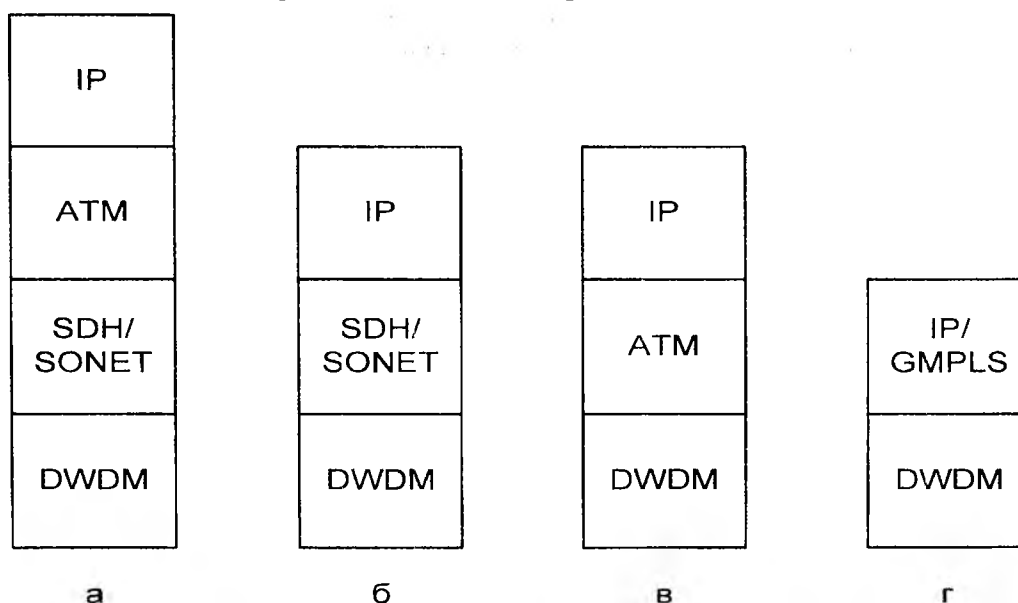 IP
ATM
SDH/
SONET
DWDM
а
IP
SDH/
SONET
DWDM
б
IP
ATM
DWDM
в
IP/
GMPLS
DWDM
г